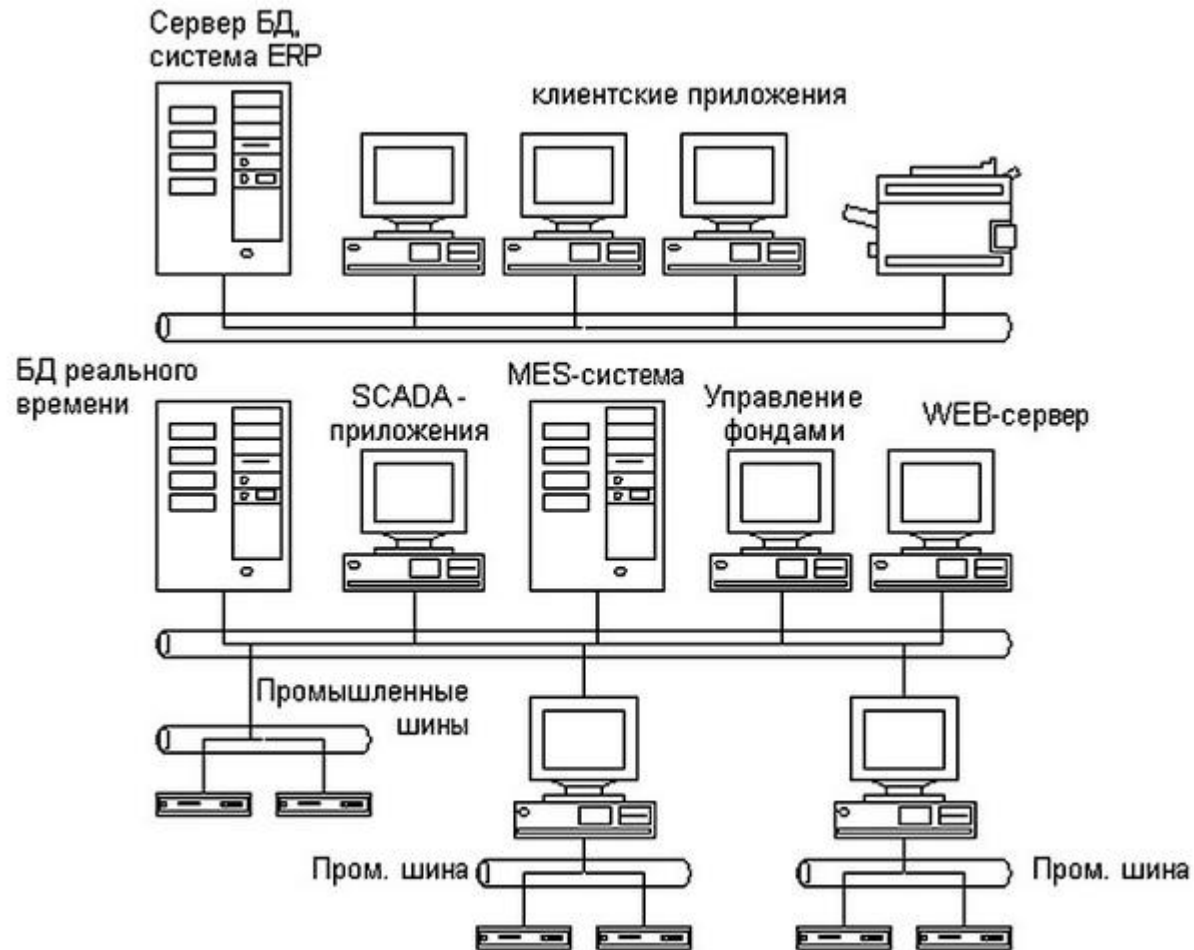 Сервер БД,
система ERP
клиентские приложения
БД реального
времени
SCADA -
приложения
MES-система
Управление
фондами
WEB-сервер
Промышленные
шины
Пром. шина
Пром. шина